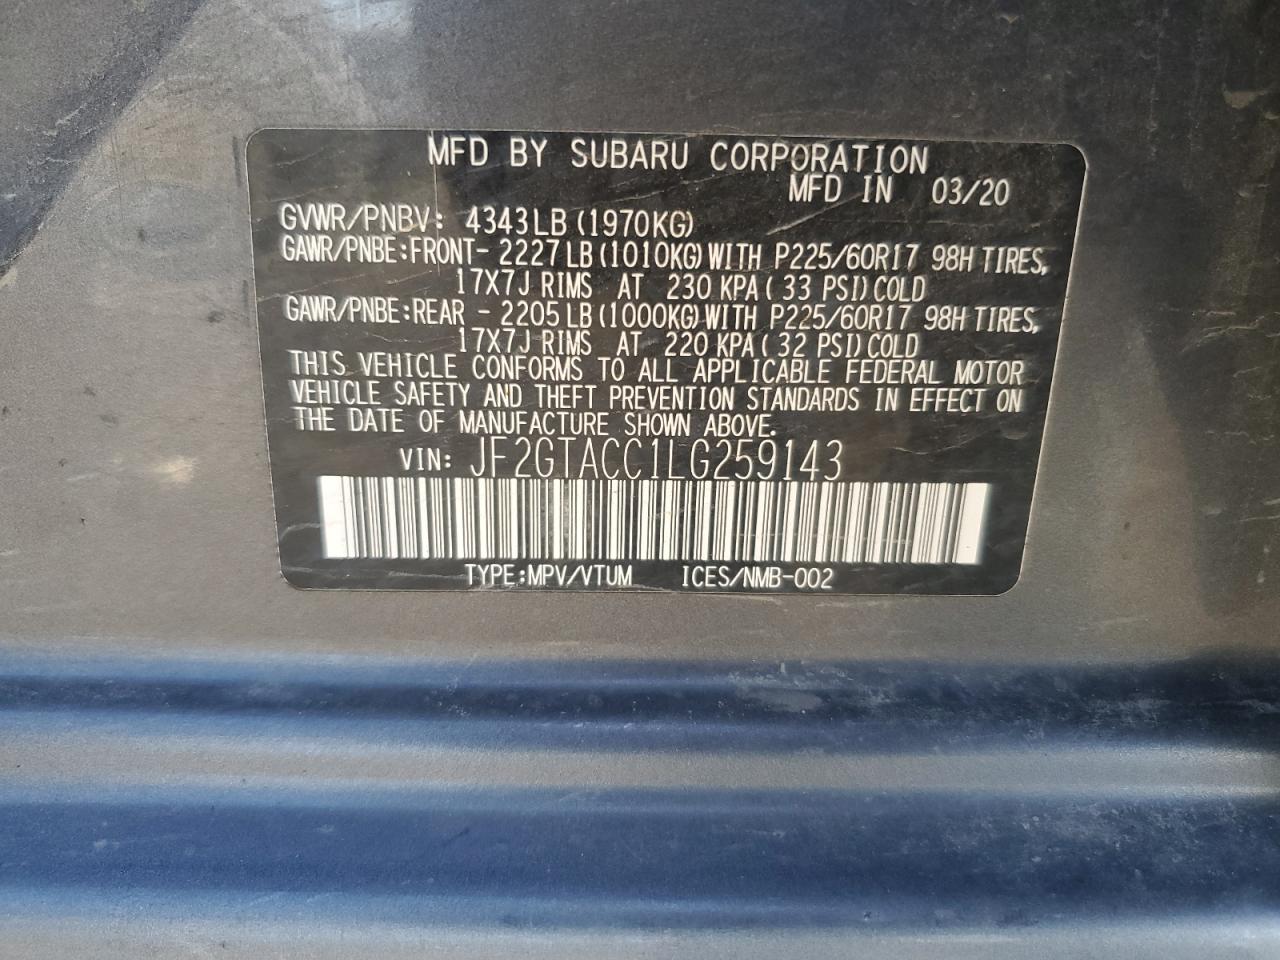 MFD BY SUBARU CORPORATION
MFD IN 03/20
GVWR/PNBV: 4343LB (1970KG)
GAWR/PNBE:FRONT- 2227LB(1010KG)WITH P225/60R17 98H TIRES,
17X7J RIMS AT 230 KPA( 33 PSI)COLD
GAWR/PNBE:REAR - 2205LB(1000KG)WITH P225/60R17 98H TIRES,
17X7J RIMS AT 220 KPA( 32 PSI)COLD
THIS VEHICLE CONFORMS TO ALL APPLICABLE FEDERAL MOTOR
VEHICLE SAFETY AND THEFT PREVENTION STANDARDS IN EFFECT ON
THE DATE OF MANUFACTURE SHOWN ABOVE.
VIN: JF2GTACC1LG259143
TYPE:MPV/VTUM ICES/NMB-002